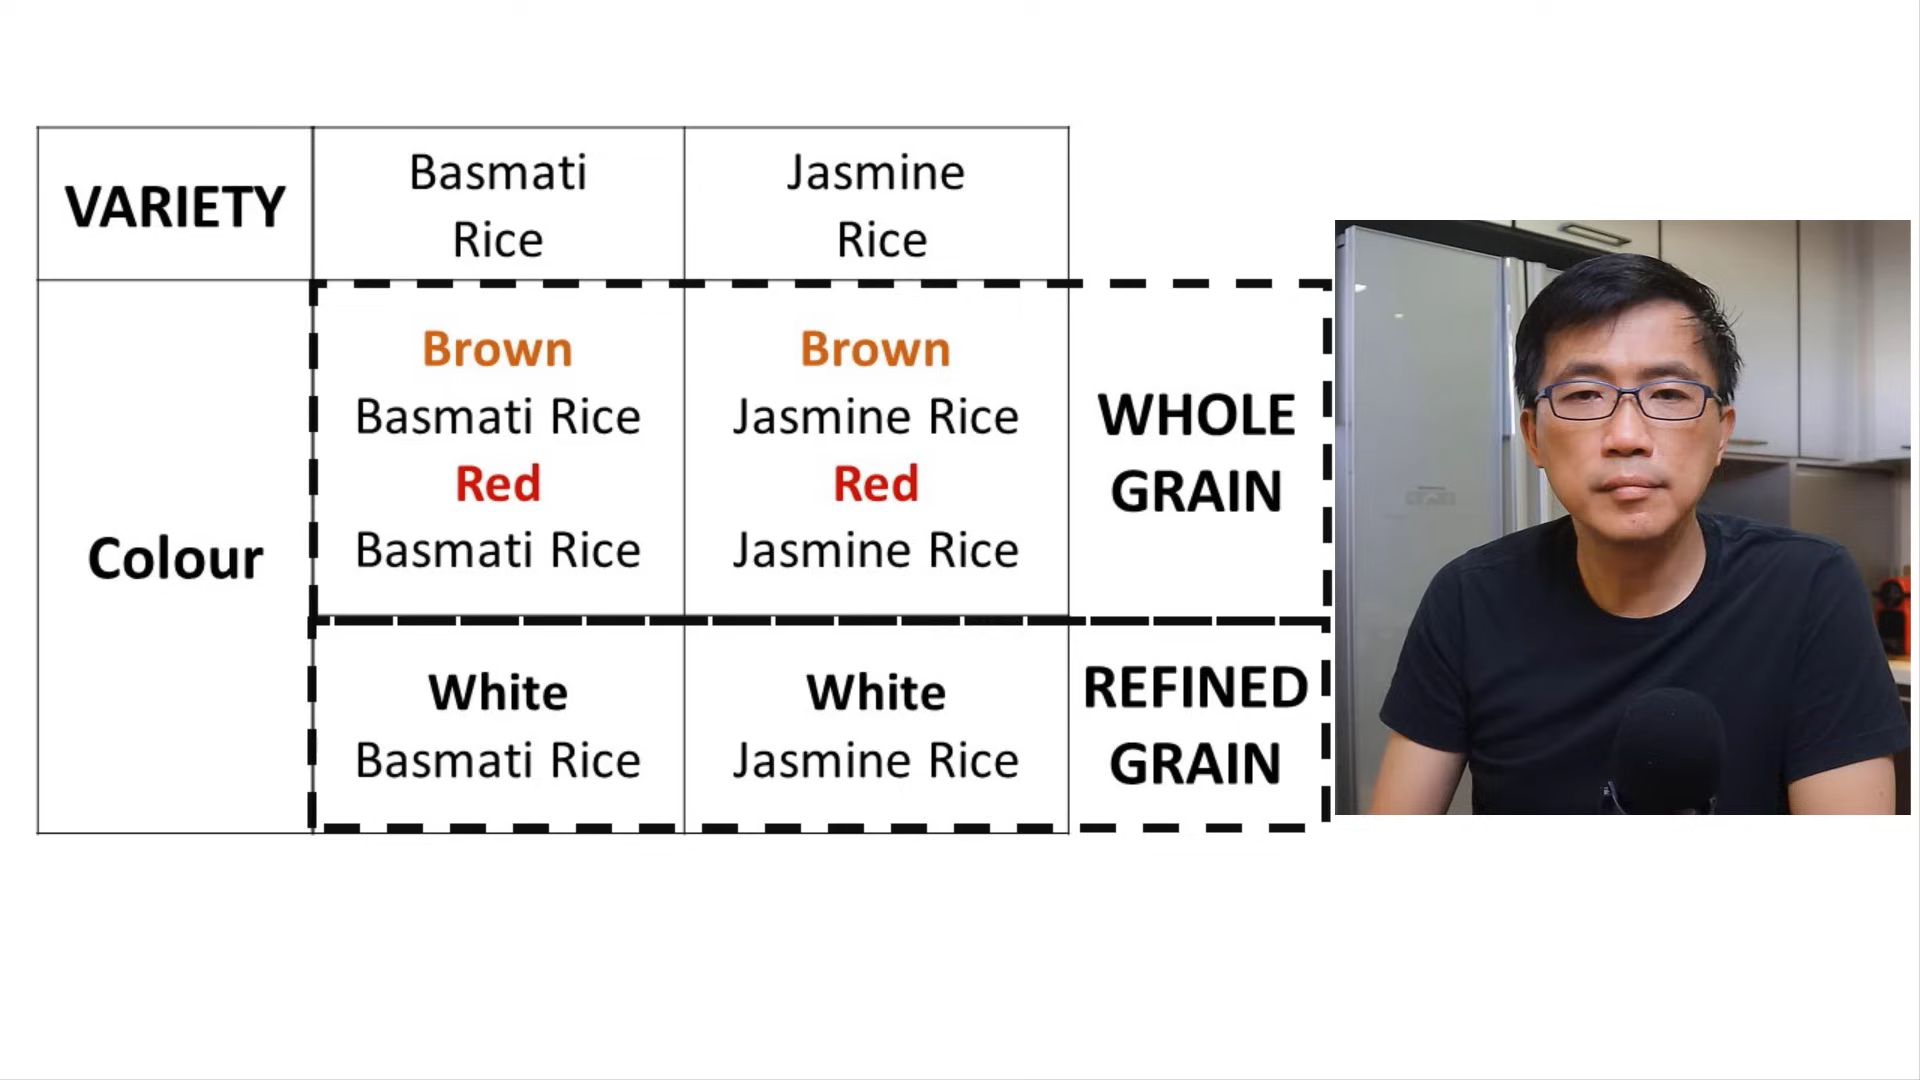 VARIETY
Basmati
Rice
Jasmine
Rice
Colour
Brown
Basmati Rice
Red
Basmati Rice
Brown
Jasmine Rice
Red
Jasmine Rice
WHOLE
GRAIN
White
Basmati Rice
White
Jasmine Rice
REFINED
GRAIN